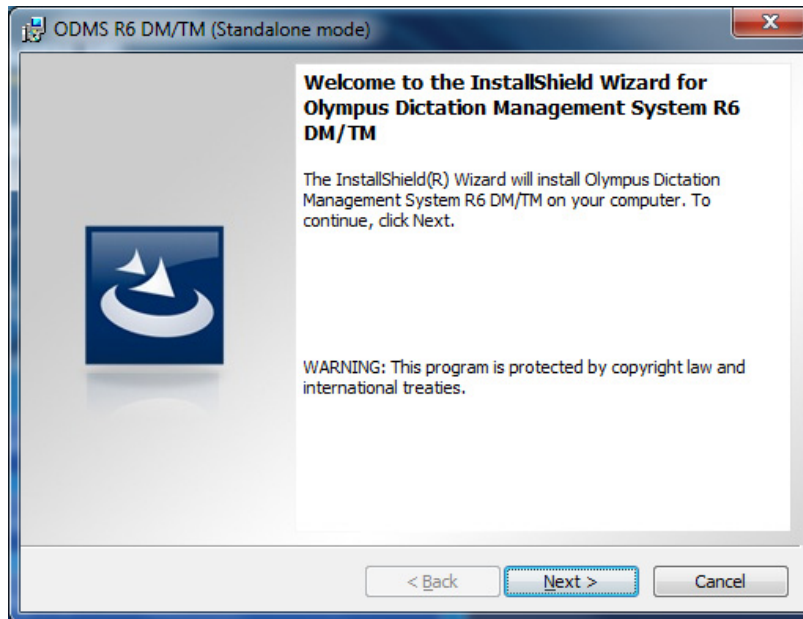 ODMS R6 DM/TM (Standalone mode)
Welcome to the InstallShield Wizard for
Olympus Dictation Management System R6
DM/TM
The InstallShield(R) Wizard will install Olympus Dictation
Management System R6 DM/TM on your computer. To
continue, click Next.
WARNING: This program is protected by copyright law and
international treaties.
< Back
Next >
Cancel